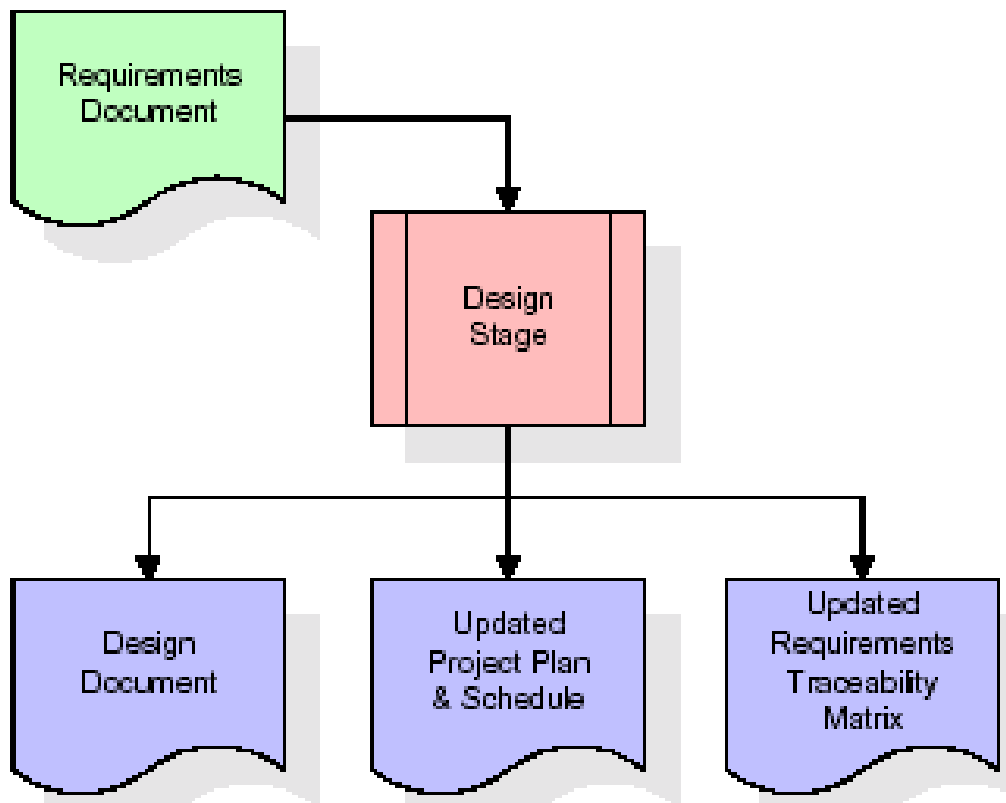 Requirements
Document
Design
Stage
Design
Document
Updated
Project Plan
& Schedule
Updated
Requirements
Traceability
Matrix